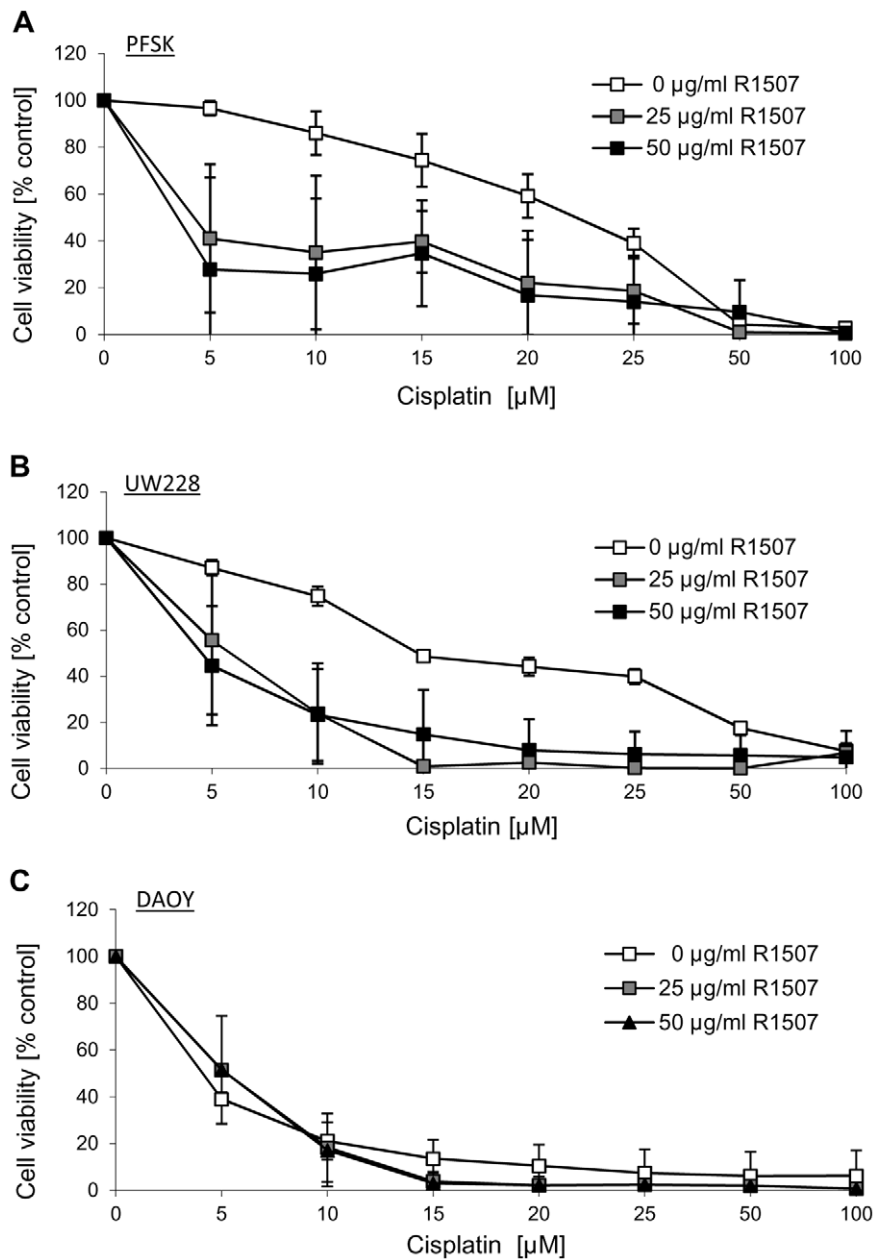 A
PFSK
120
100
80
60
40
20
0
Cell viability [% control]
0 µg/ml R1507
25 µg/ml R1507
50 µg/ml R1507
0 5 10 15 20 25 50 100
Cisplatin [µM]
B
UW228
120
100
80
60
40
20
0
Cell viability [% control]
0 µg/ml R1507
25 µg/ml R1507
50 µg/ml R1507
0 5 10 15 20 25 50 100
Cisplatin [µM]
C
DAOY
120
100
80
60
40
20
0
Cell viability [% control]
0 µg/ml R1507
25 µg/ml R1507
50 µg/ml R1507
0 5 10 15 20 25 50 100
Cisplatin [µM]